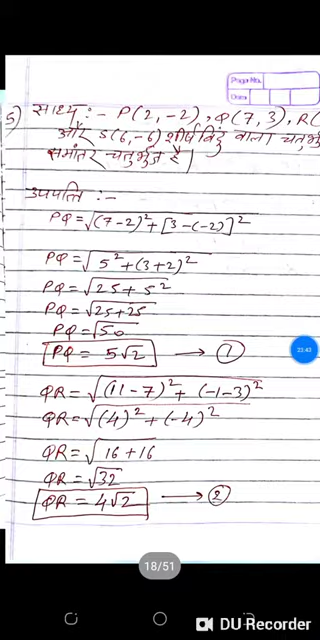 Page No.
Date
5) साध्य :- P(2,-2), Q(7,3), R(
और S(6,-6) शीर्षबिंदु वाला चतुर्भु
समांतर चतुर्भुज है।
उपपत्ति :-
PQ = √(7-2)² + [3-(-2)]²
PQ = √5² + (3+2)²
PQ = √25 + 5²
PQ = √25+25
PQ = √50
PQ = 5√2 → ①
22:43
QR = √(11-7)² + (-1-3)²
QR = √(4)² + (-4)²
QR = √16 + 16
QR = √32
QR = 4√2 → ②
18/51
DU Recorder